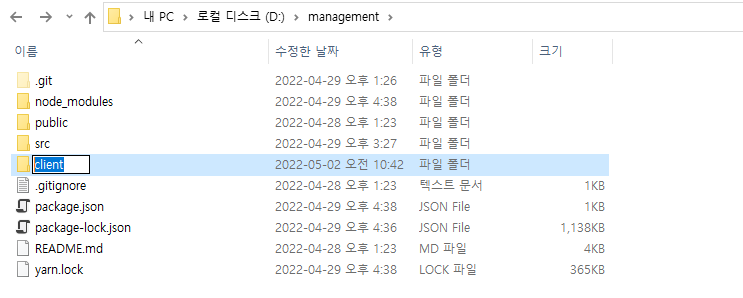 내 PC > 로컬 디스크 (D:) > management >
이름 수정한 날짜 유형 크기
.git 2022-04-29 오후 1:26 파일 폴더
node_modules 2022-04-29 오후 4:38 파일 폴더
public 2022-04-28 오후 1:23 파일 폴더
src 2022-04-29 오후 3:27 파일 폴더
client 2022-05-02 오전 10:42 파일 폴더
.gitignore 2022-04-28 오후 1:23 텍스트 문서 1KB
package.json 2022-04-29 오후 4:38 JSON File 1KB
package-lock.json 2022-04-29 오후 4:36 JSON File 1,138KB
README.md 2022-04-28 오후 1:23 MD 파일 4KB
yarn.lock 2022-04-29 오후 4:38 LOCK 파일 365KB